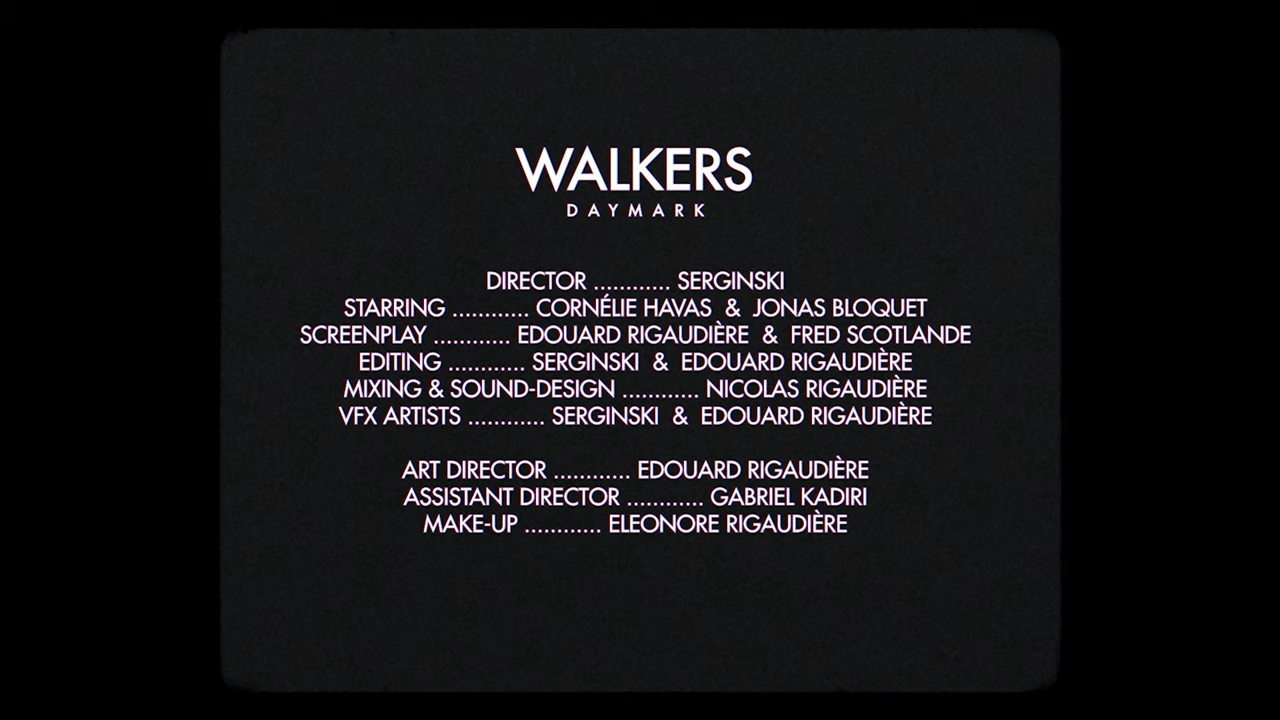 WALKERS
DAYMARK
DIRECTOR ............ SERGINSKI
STARRING ............ CORNÉLIE HAVAS & JONAS BLOQUET
SCREENPLAY ............ EDOUARD RIGAUDIÈRE & FRED SCOTLANDE
EDITING ............ SERGINSKI & EDOUARD RIGAUDIÈRE
MIXING & SOUND-DESIGN ............ NICOLAS RIGAUDIÈRE
VFX ARTISTS ............ SERGINSKI & EDOUARD RIGAUDIÈRE
ART DIRECTOR ............ EDOUARD RIGAUDIÈRE
ASSISTANT DIRECTOR ............ GABRIEL KADIRI
MAKE-UP ............ ELEONORE RIGAUDIÈRE